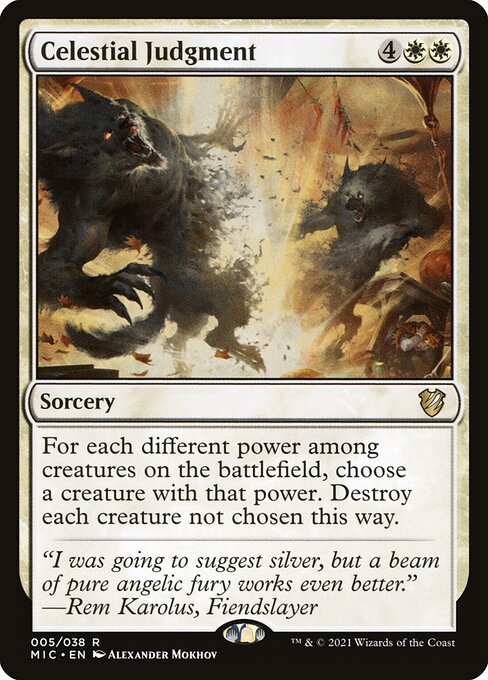 Celestial Judgment 4
Sorcery
For each different power among
creatures on the battlefield, choose
a creature with that power. Destroy
each creature not chosen this way.
“I was going to suggest silver, but a beam
of pure angelic fury works even better.”
—Rem Karolus, Fiendslayer
005/038 R
MIC • EN Alexander Mokhov
™ & © 2021 Wizards of the Coast